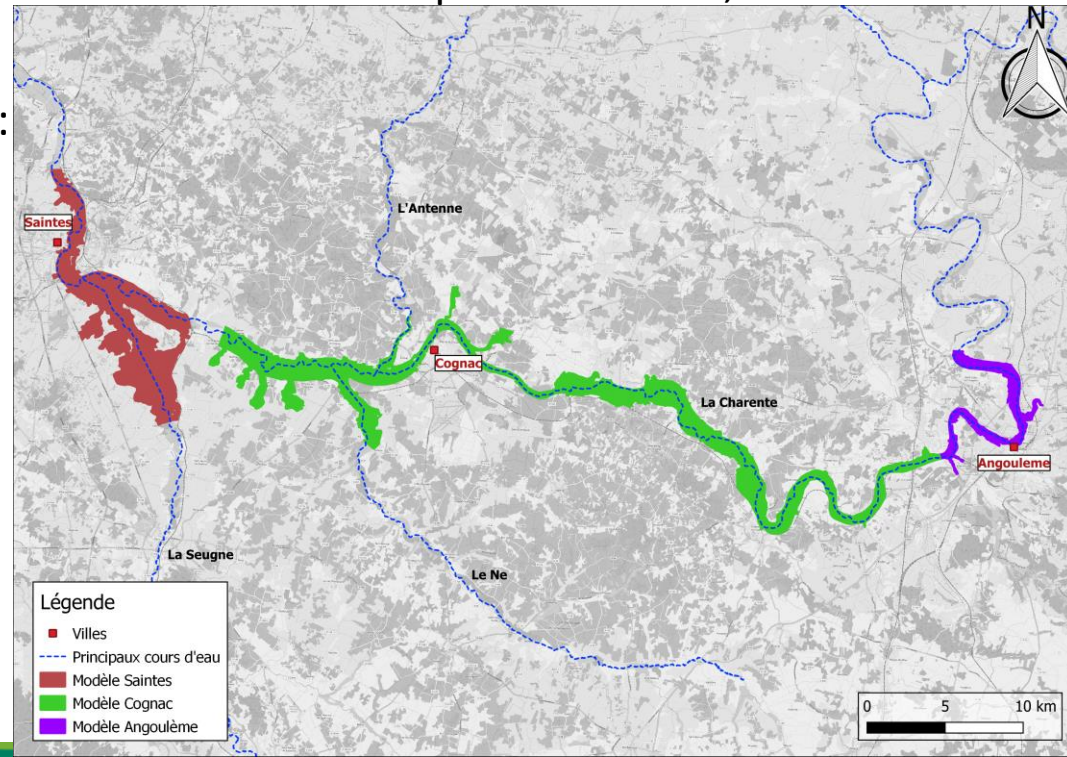 N
:
Saintes
L'Antenne
Cognac
La Charente
Angouleme
La Seugne
Le Ne
Légende
Villes
Principaux cours d'eau
Modèle Saintes
Modèle Cognac
Modèle Angoulème
0 5 10 km